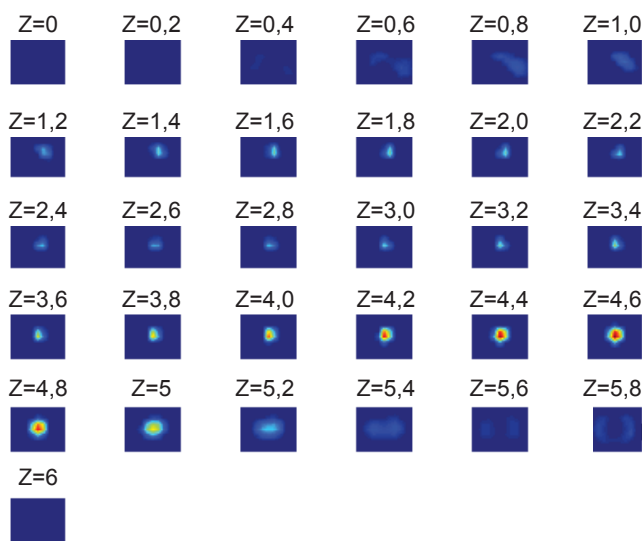 Z=0 Z=0,2 Z=0,4 Z=0,6 Z=0,8 Z=1,0
Z=1,2 Z=1,4 Z=1,6 Z=1,8 Z=2,0 Z=2,2
Z=2,4 Z=2,6 Z=2,8 Z=3,0 Z=3,2 Z=3,4
Z=3,6 Z=3,8 Z=4,0 Z=4,2 Z=4,4 Z=4,6
Z=4,8 Z=5 Z=5,2 Z=5,4 Z=5,6 Z=5,8
Z=6